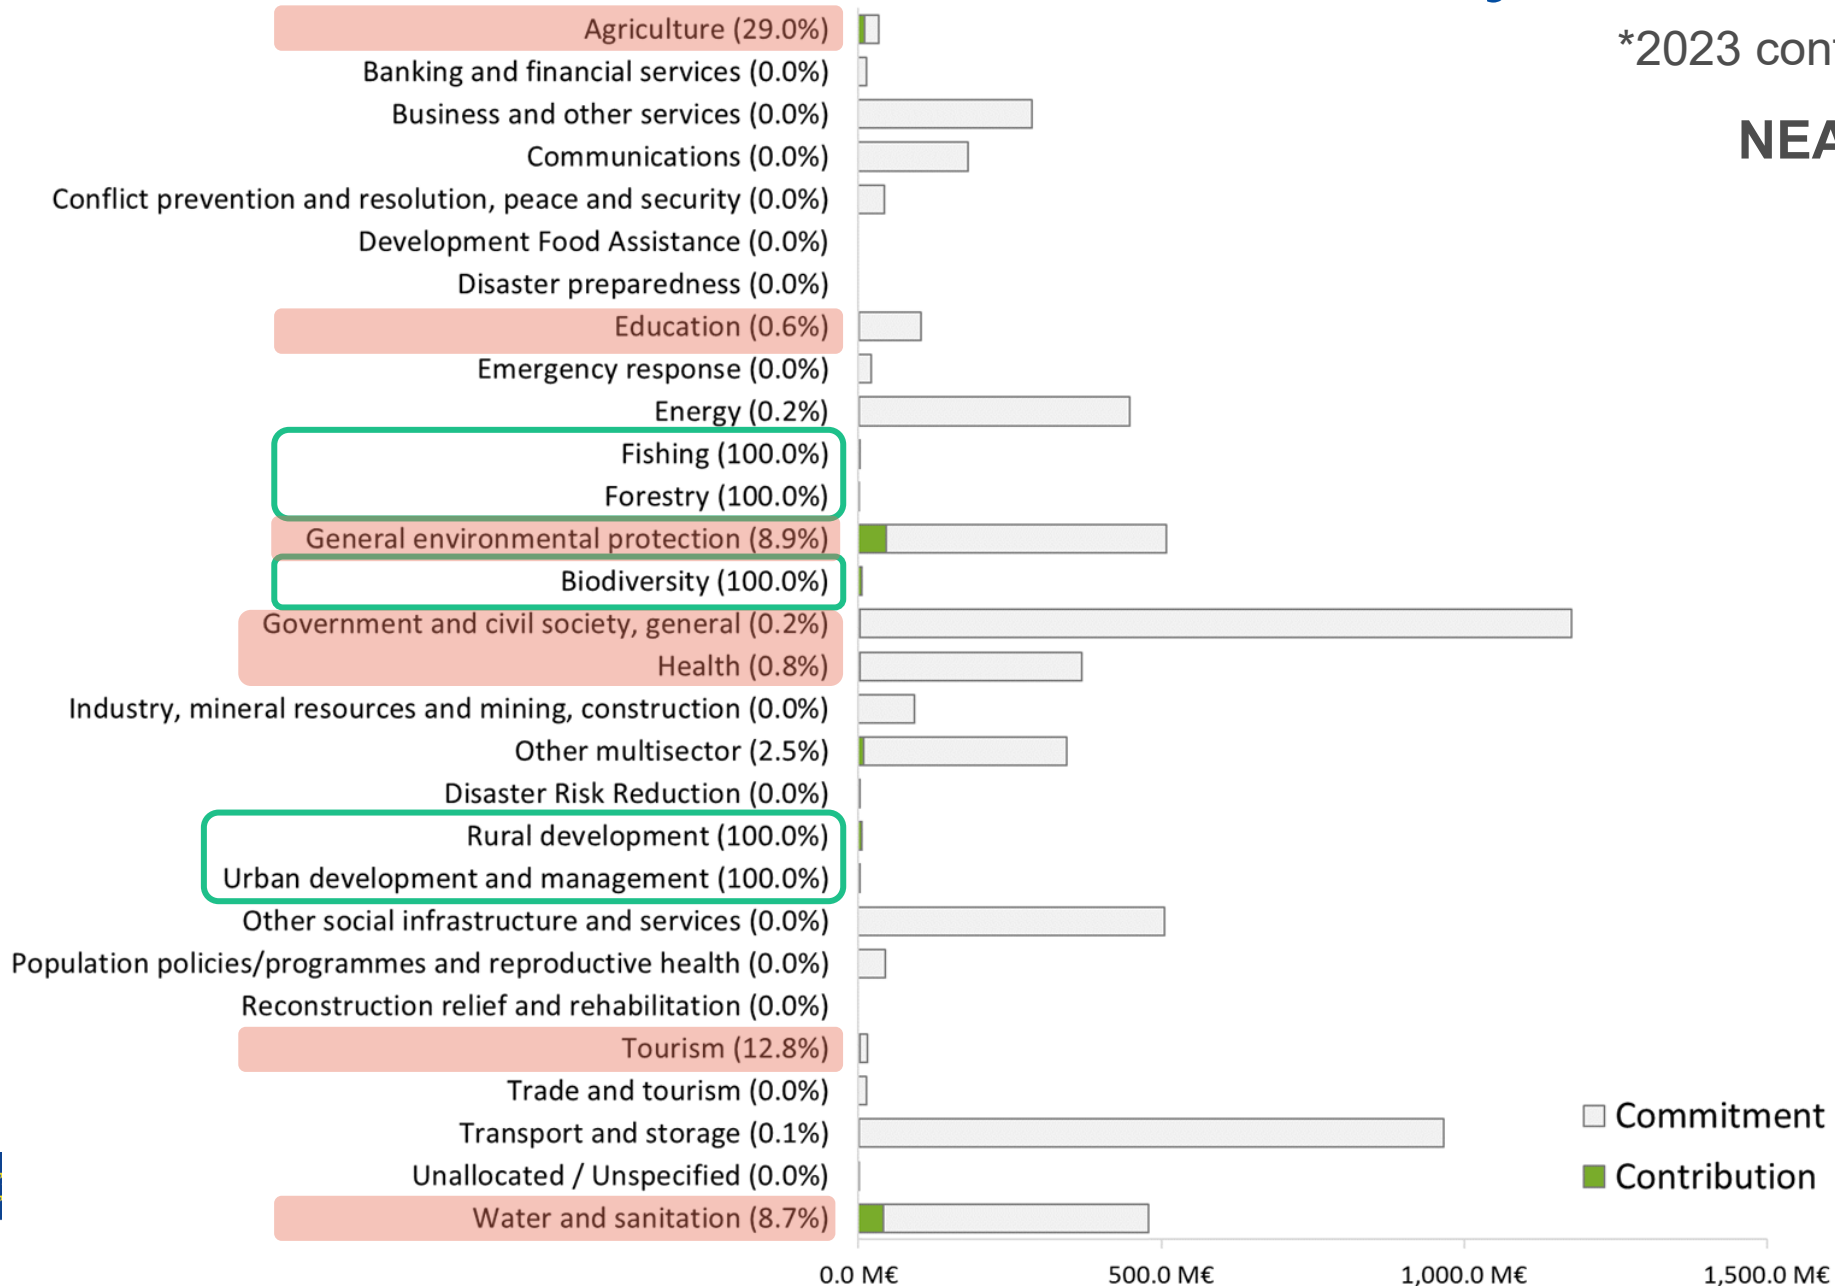 Agriculture (29.0%)
Banking and financial services (0.0%)
Business and other services (0.0%)
Communications (0.0%)
Conflict prevention and resolution, peace and security (0.0%)
Development Food Assistance (0.0%)
Disaster preparedness (0.0%)
Education (0.6%)
Emergency response (0.0%)
Energy (0.2%)
Fishing (100.0%)
Forestry (100.0%)
General environmental protection (8.9%)
Biodiversity (100.0%)
Government and civil society, general (0.2%)
Health (0.8%)
Industry, mineral resources and mining, construction (0.0%)
Other multisector (2.5%)
Disaster Risk Reduction (0.0%)
Rural development (100.0%)
Urban development and management (100.0%)
Other social infrastructure and services (0.0%)
Population policies/programmes and reproductive health (0.0%)
Reconstruction relief and rehabilitation (0.0%)
Tourism (12.8%)
Trade and tourism (0.0%)
Transport and storage (0.1%)
Unallocated / Unspecified (0.0%)
Water and sanitation (8.7%)
0.0 M€ 500.0 M€ 1,000.0 M€ 1,500.0 M€
*2023
Commitment
Contribution